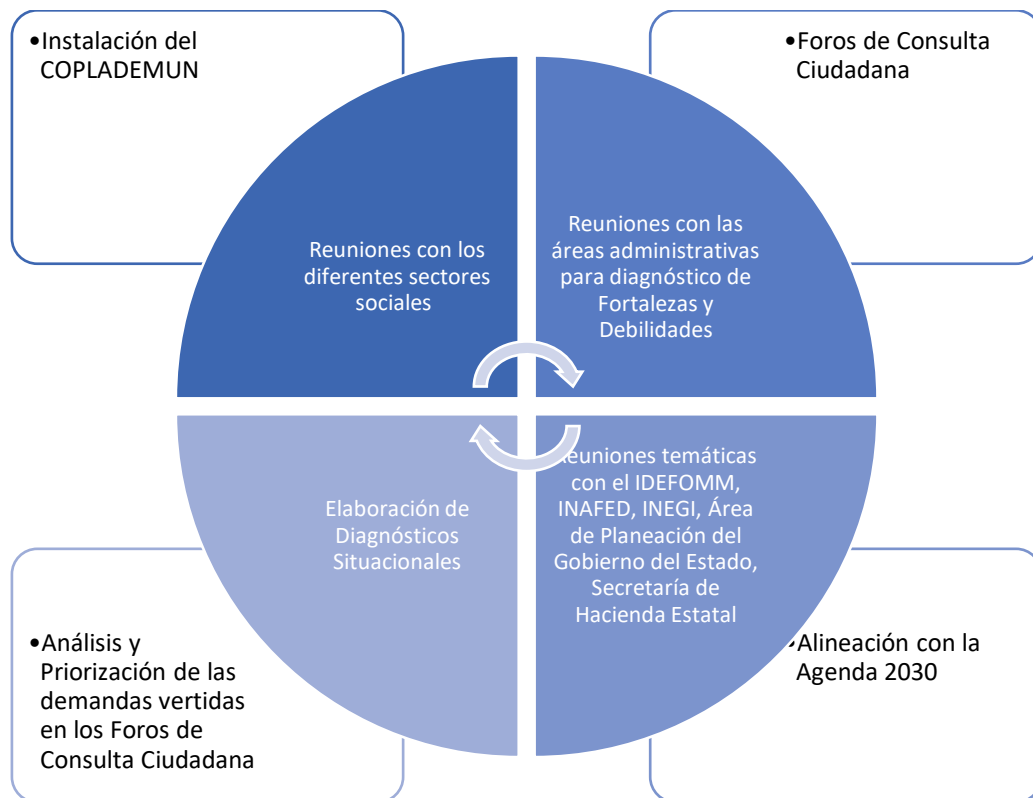 •Instalación del
COPLADEMUN
•Foros de Consulta
Ciudadana
Reuniones con los
diferentes sectores
sociales
Reuniones con las
áreas administrativas
para diagnóstico de
Fortalezas y
Debilidades
Elaboración de
Diagnósticos
Situacionales
Reuniones temáticas
con el IDEFOMM,
INAFED, INEGI, Área
de Planeación del
Gobierno del Estado,
Secretaría de
Hacienda Estatal
•Análisis y
Priorización de las
demandas vertidas
en los Foros de
Consulta Ciudadana
•Alineación con la
Agenda 2030